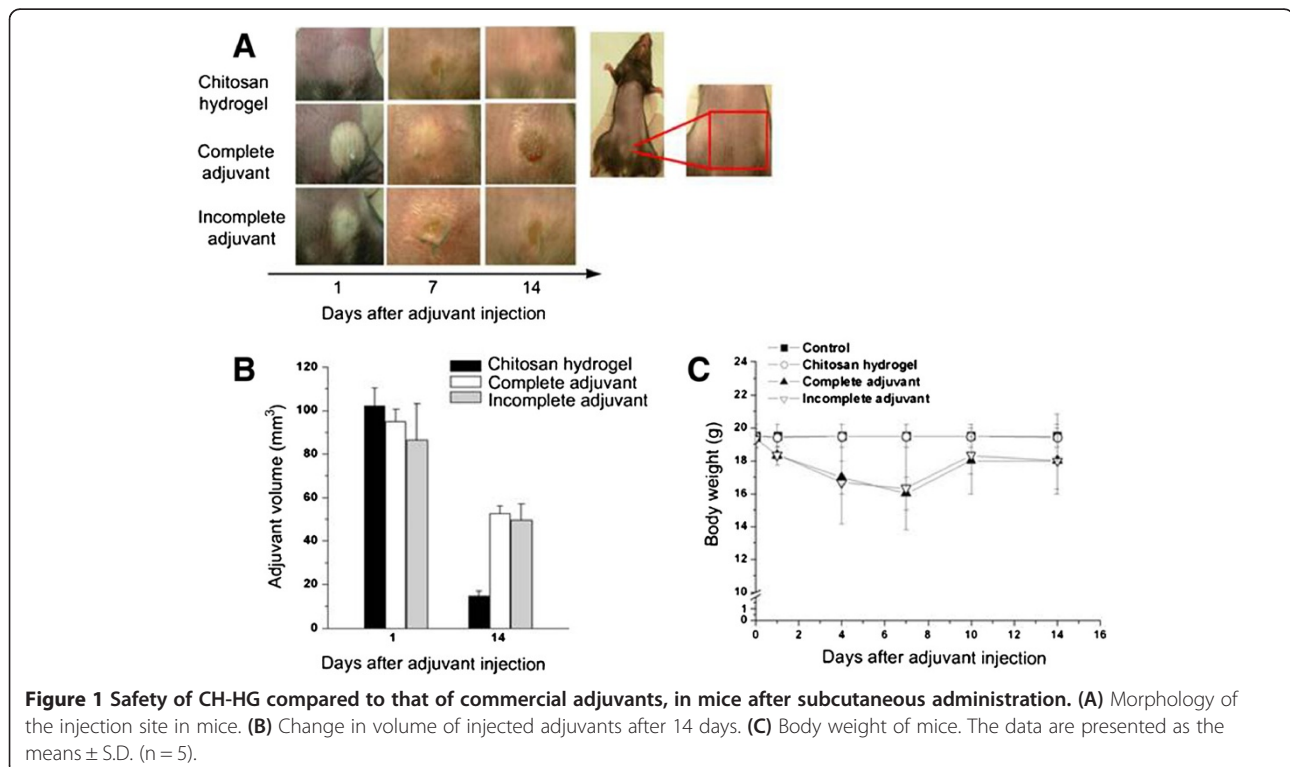 A
Chitosan
hydrogel
Complete
adjuvant
Incomplete
adjuvant
1 7 14
Days after adjuvant injection
B
Chitosan hydrogel
Complete adjuvant
Incomplete adjuvant
120
100
80
60
40
20
0
Adjuvant volume (mm³)
1 14
Days after adjuvant injection
C
Control
Chitosan hydrogel
Complete adjuvant
Incomplete adjuvant
24
22
20
18
16
14
12
10
1
0
Body weight (g)
0 2 4 6 8 10 12 14 16
Days after adjuvant injection
Figure 1 Safety of CH-HG compared to that of commercial adjuvants, in mice after subcutaneous administration. (A) Morphology of
the injection site in mice. (B) Change in volume of injected adjuvants after 14 days. (C) Body weight of mice. The data are presented as the
means ± S.D. (n = 5).